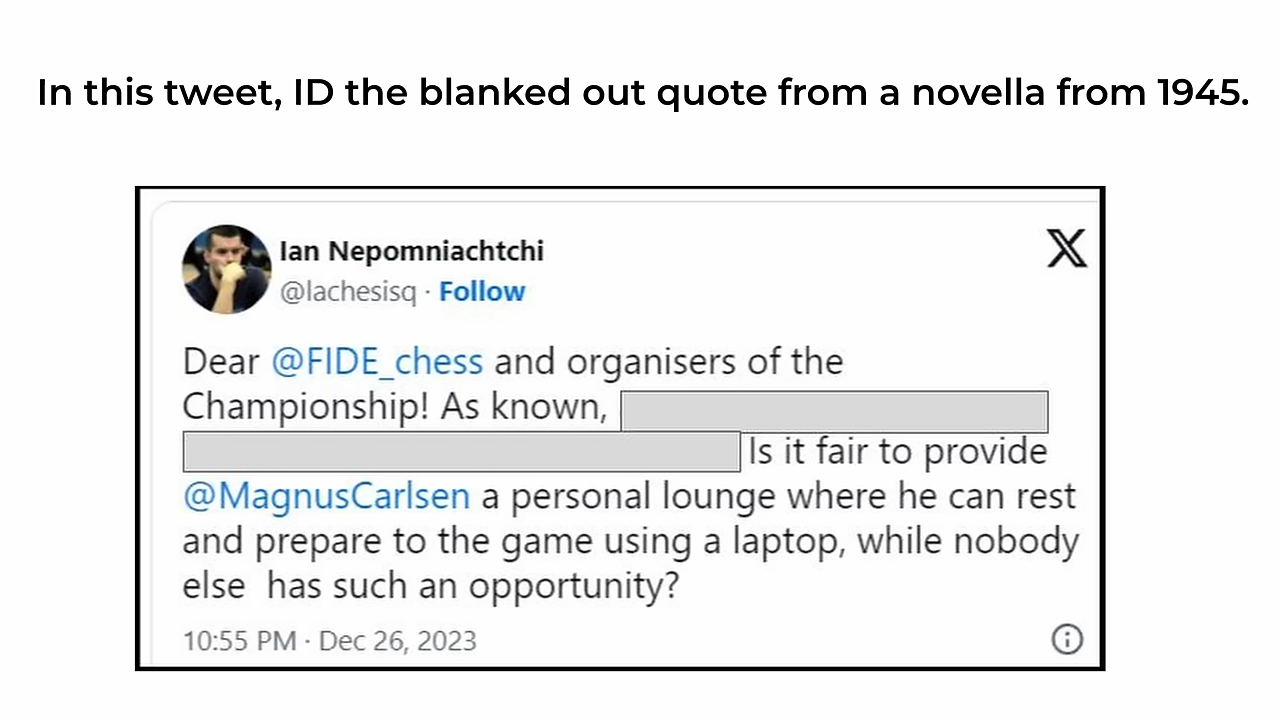 In this tweet, ID the blanked out quote from a novella from 1945.
Ian Nepomniachtchi
@lachesisq · Follow
Dear @FIDE_chess and organisers of the
Championship! As known,
Is it fair to provide
@MagnusCarlsen a personal lounge where he can rest
and prepare to the game using a laptop, while nobody
else has such an opportunity?
10:55 PM · Dec 26, 2023